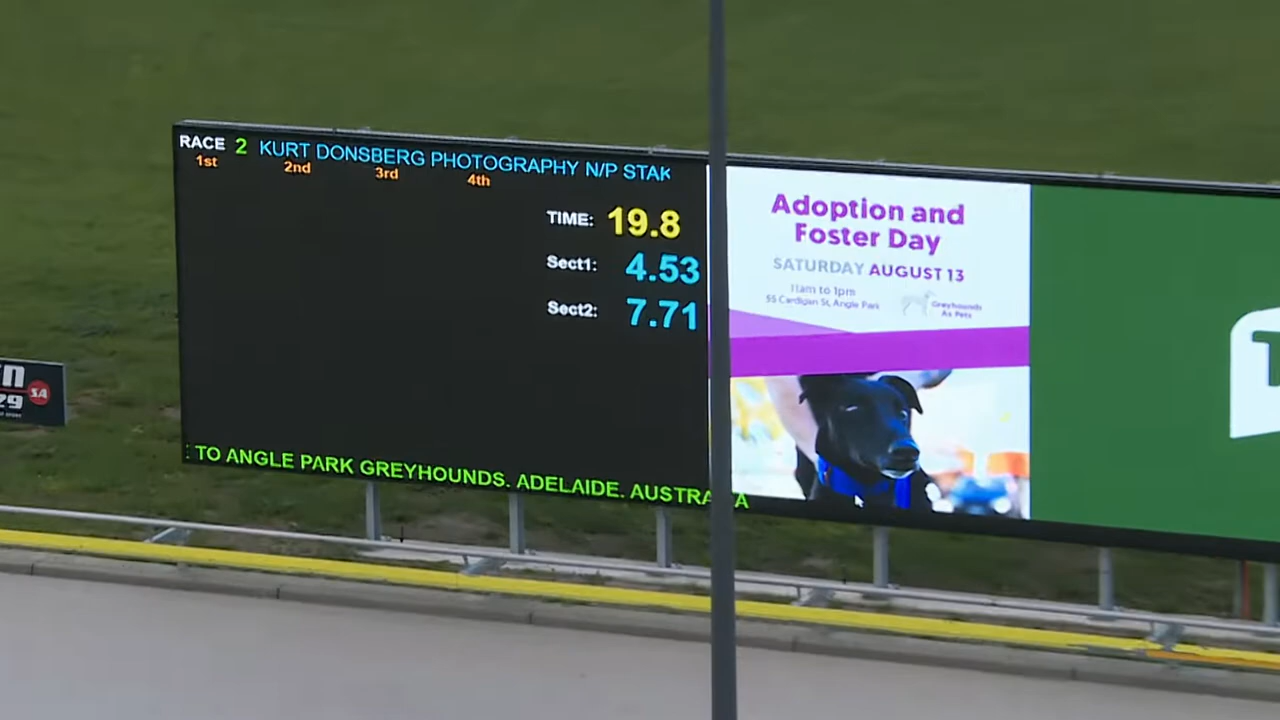 RACE 2 KURT DONSBERG PHOTOGRAPHY N/P STAK
1st 2nd 3rd 4th
TIME: 19.8
Sect1: 4.53
Sect2: 7.71
: TO ANGLE PARK GREYHOUNDS. ADELAIDE. AUSTRA A
Adoption and
Foster Day
SATURDAY AUGUST 13
11am to 1pm
55 Cardigan St, Angle Park
Greyhounds
As Pets
SA
29